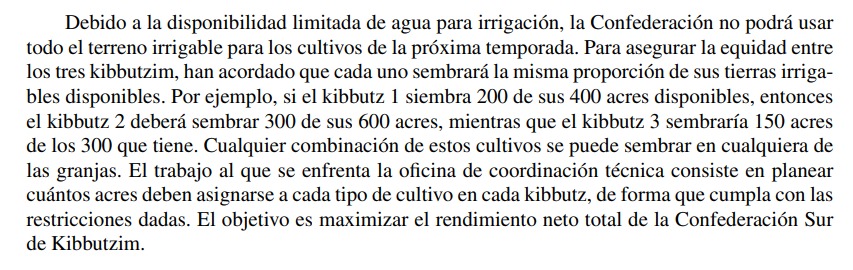 Debido a la disponibilidad limitada de agua para irrigación, la Confederación no podrá usar
todo el terreno irrigable para los cultivos de la próxima temporada. Para asegurar la equidad entre
los tres kibbutzim, han acordado que cada uno sembrará la misma proporción de sus tierras irriga-
bles disponibles. Por ejemplo, si el kibbutz 1 siembra 200 de sus 400 acres disponibles, entonces
el kibbutz 2 deberá sembrar 300 de sus 600 acres, mientras que el kibbutz 3 sembraría 150 acres
de los 300 que tiene. Cualquier combinación de estos cultivos se puede sembrar en cualquiera de
las granjas. El trabajo al que se enfrenta la oficina de coordinación técnica consiste en planear
cuántos acres deben asignarse a cada tipo de cultivo en cada kibbutz, de forma que cumpla con las
restricciones dadas. El objetivo es maximizar el rendimiento neto total de la Confederación Sur
de Kibbutzim.